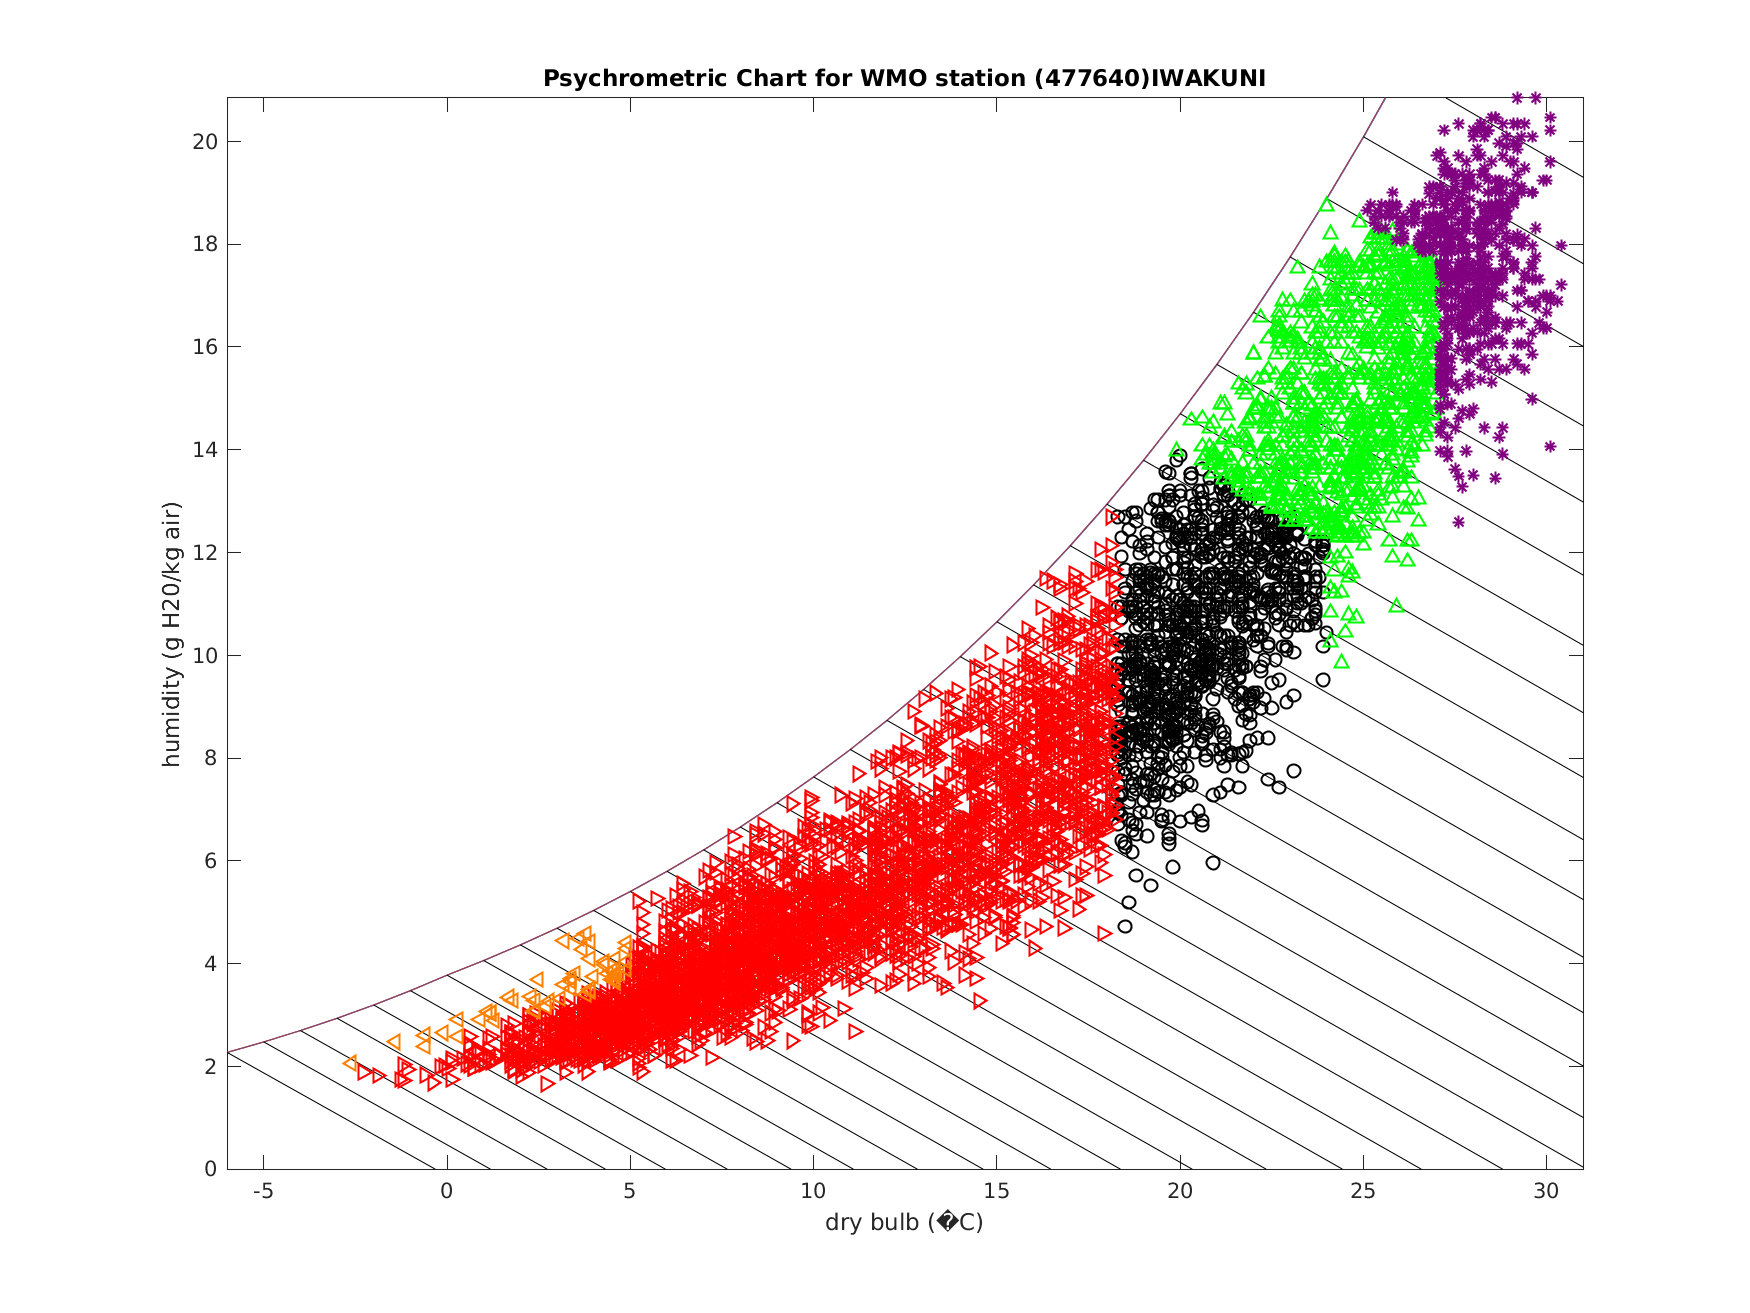 Psychrometric Chart for WMO station (477640)IWAKUNI
humidity (g H20/kg air)
20
18
16
14
12
10
8
6
4
2
0
-5 0 5 10 15 20 25 30
dry bulb (�C)